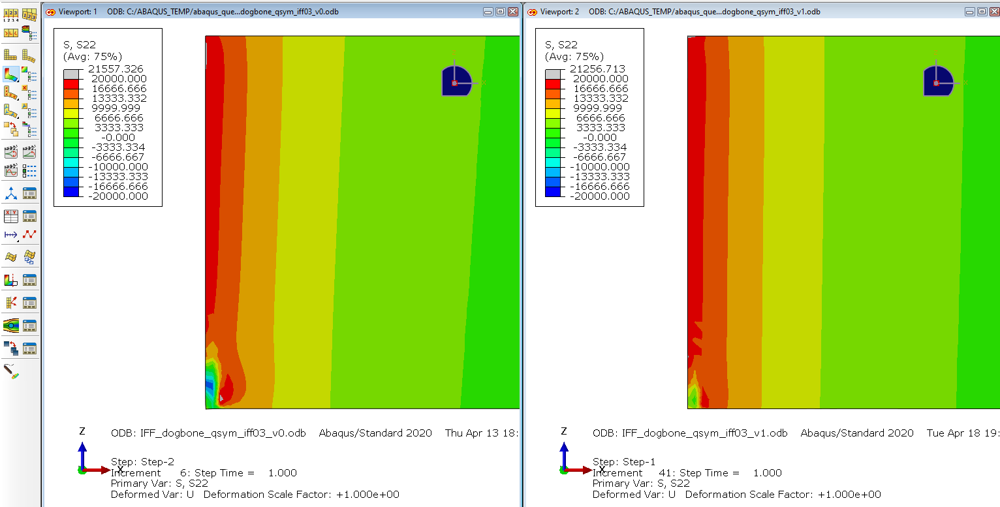 Viewport: 1 ODB: C:/ABAQUS_TEMP/abaqus_que...dogbone_qsym_iff03_v0.odb
S, S22
(Avg: 75%)
21557.326
20000.000
16666.666
13333.332
9999.999
6666.666
3333.333
-0.000
-3333.334
-6666.667
-10000.000
-13333.333
-16666.666
-20000.000
Z
X
ODB: IFF_dogbone_qsym_iff03_v0.odb Abaqus/Standard 2020 Thu Apr 13 18:
Step: Step-2
Increment 6: Step Time = 1.000
Primary Var: S, S22
Deformed Var: U Deformation Scale Factor: +1.000e+00
Viewport: 2 ODB: C:/ABAQUS_TEMP/abaqus_que...dogbone_qsym_iff03_v1.odb
S, S22
(Avg: 75%)
21256.713
20000.000
16666.666
13333.332
9999.999
6666.666
3333.333
-0.000
-3333.334
-6666.667
-10000.000
-13333.333
-16666.666
-20000.000
Z
X
ODB: IFF_dogbone_qsym_iff03_v1.odb Abaqus/Standard 2020 Tue Apr 18 19:
Step: Step-1
Increment 41: Step Time = 1.000
Primary Var: S, S22
Deformed Var: U Deformation Scale Factor: +1.000e+00